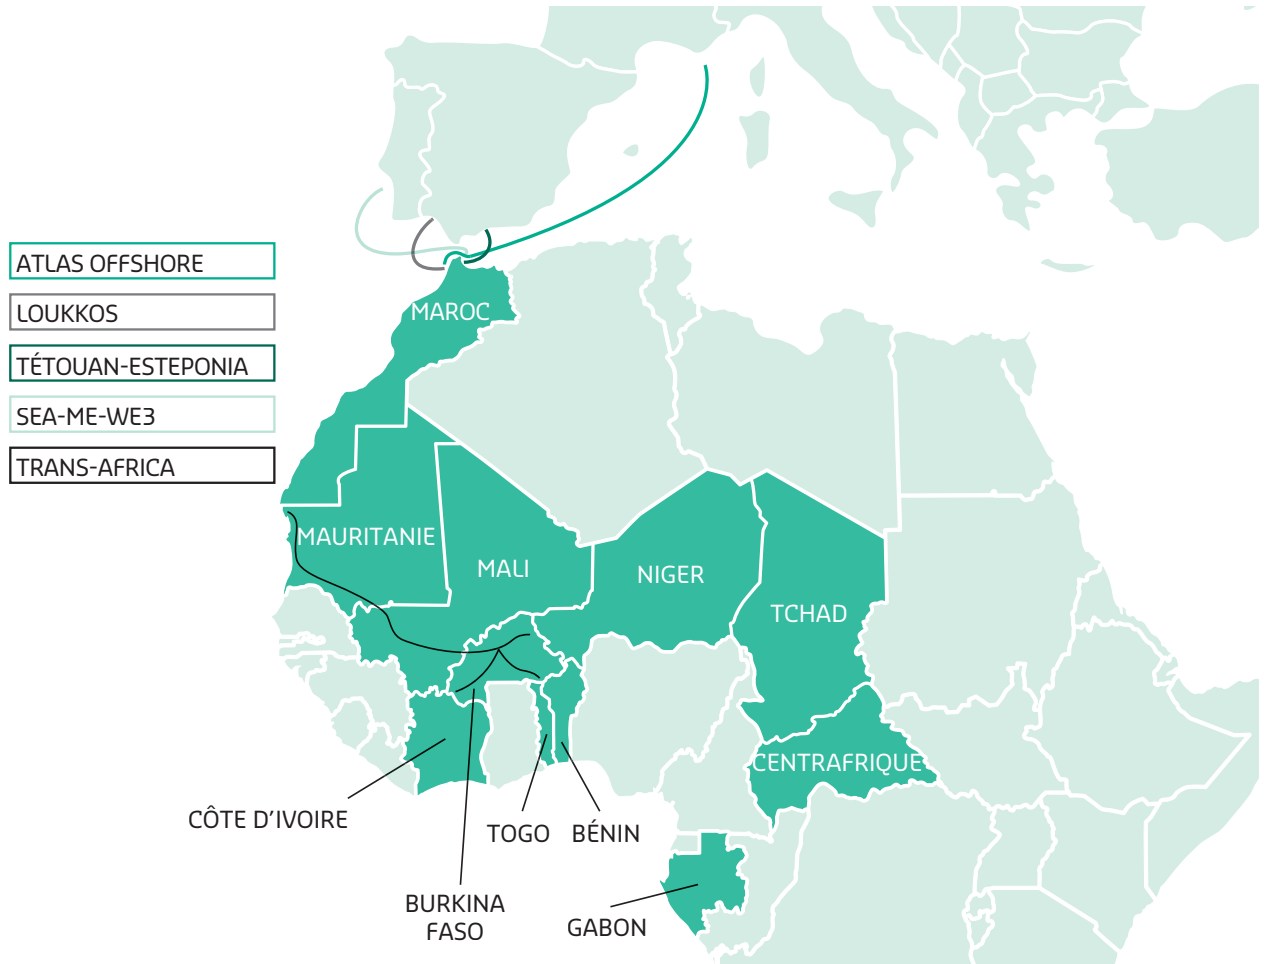 ATLAS OFFSHORE
LOUKKOS
TÉTOUAN-ESTEPONIA
SEA-ME-WE3
TRANS-AFRICA
MAROC
MAURITANIE
MALI
NIGER
TCHAD
CENTRAFRIQUE
CÔTE D’IVOIRE
TOGO
BÉNIN
BURKINA
FASO
GABON